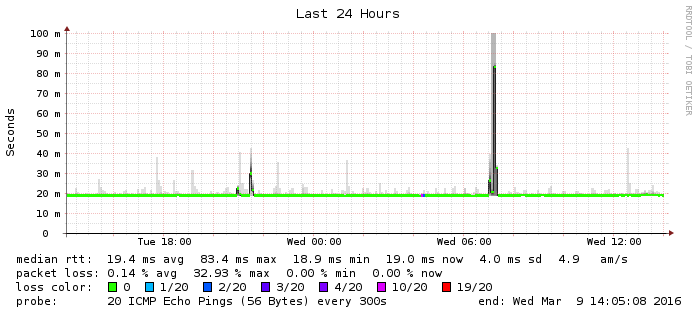 Last 24 Hours
RRDTOOL / TOBI OETIKER
Seconds
100 m
90 m
80 m
70 m
60 m
50 m
40 m
30 m
20 m
10 m
0
Tue 18:00 Wed 00:00 Wed 06:00 Wed 12:00
median rtt: 19.4 ms avg 83.4 ms max 18.9 ms min 19.0 ms now 4.0 ms sd 4.9 am/s
packet loss: 0.14 % avg 32.93 % max 0.00 % min 0.00 % now
loss color: 0 1/20 2/20 3/20 4/20 10/20 19/20
probe: 20 ICMP Echo Pings (56 Bytes) every 300s end: Wed Mar 9 14:05:08 2016